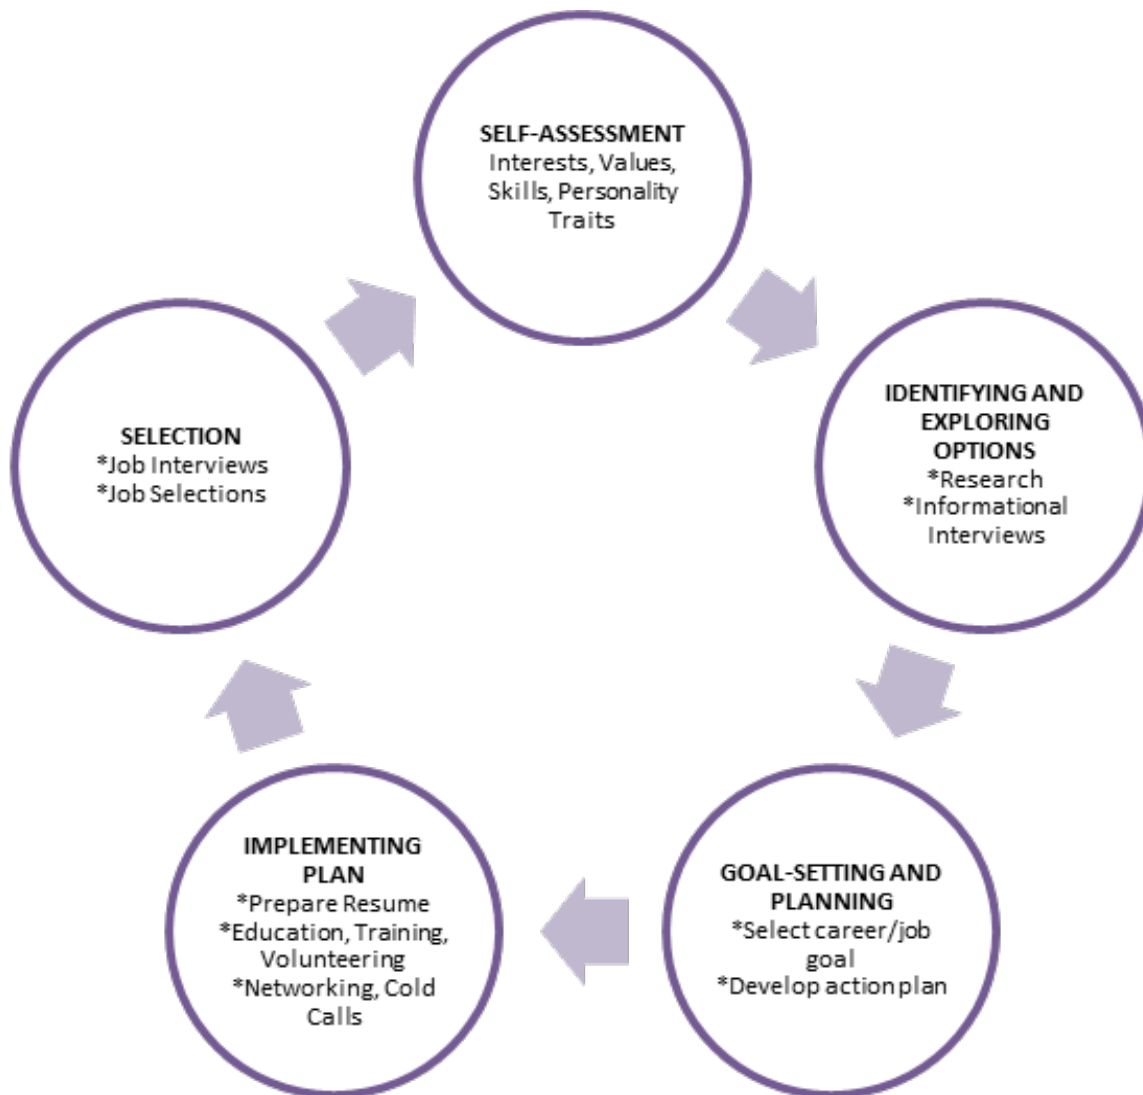 SELF-ASSESSMENT
Interests, Values,
Skills, Personality
Traits
IDENTIFYING AND
EXPLORING
OPTIONS
*Research
*Informational
Interviews
GOAL-SETTING AND
PLANNING
*Select career/job
goal
*Develop action plan
IMPLEMENTING
PLAN
*Prepare Resume
*Education, Training,
Volunteering
*Networking, Cold
Calls
SELECTION
*Job Interviews
*Job Selections